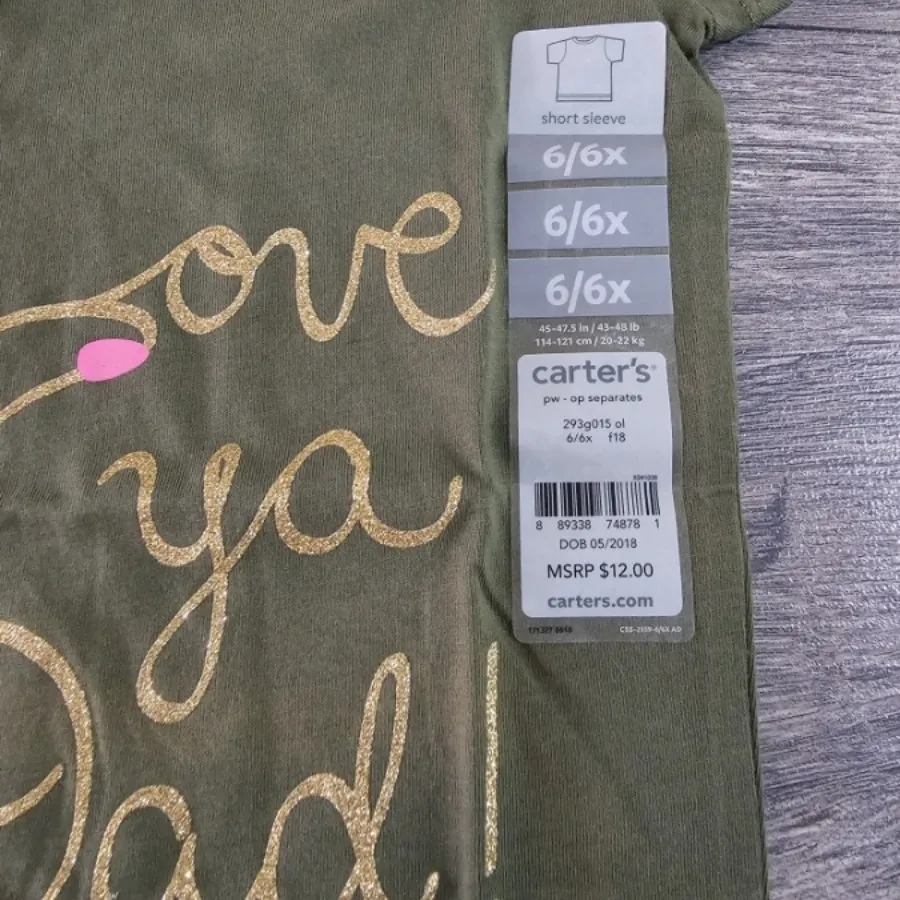 Love
ya
Dad!
short sleeve
6/6x
6/6x
6/6x
45-47.5 in / 43-48 lb
114-121 cm / 20-22 kg
carter's®
pw - op separates
293g015 ol
6/6x f18
8 89338 74878 1
DOB 05/2018
MSRP $12.00
carters.com